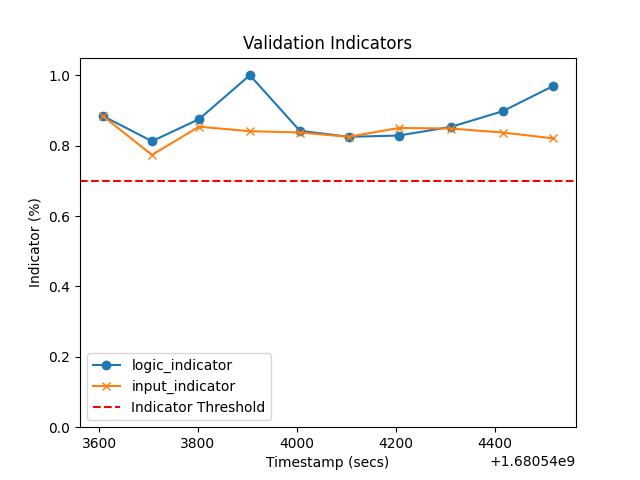 Validation Indicators
Indicator (%)
1.0
0.8
0.6
0.4
0.2
0.0
logic_indicator
input_indicator
Indicator Threshold
3600 3800 4000 4200 4400
Timestamp (secs)
+1.68054e9